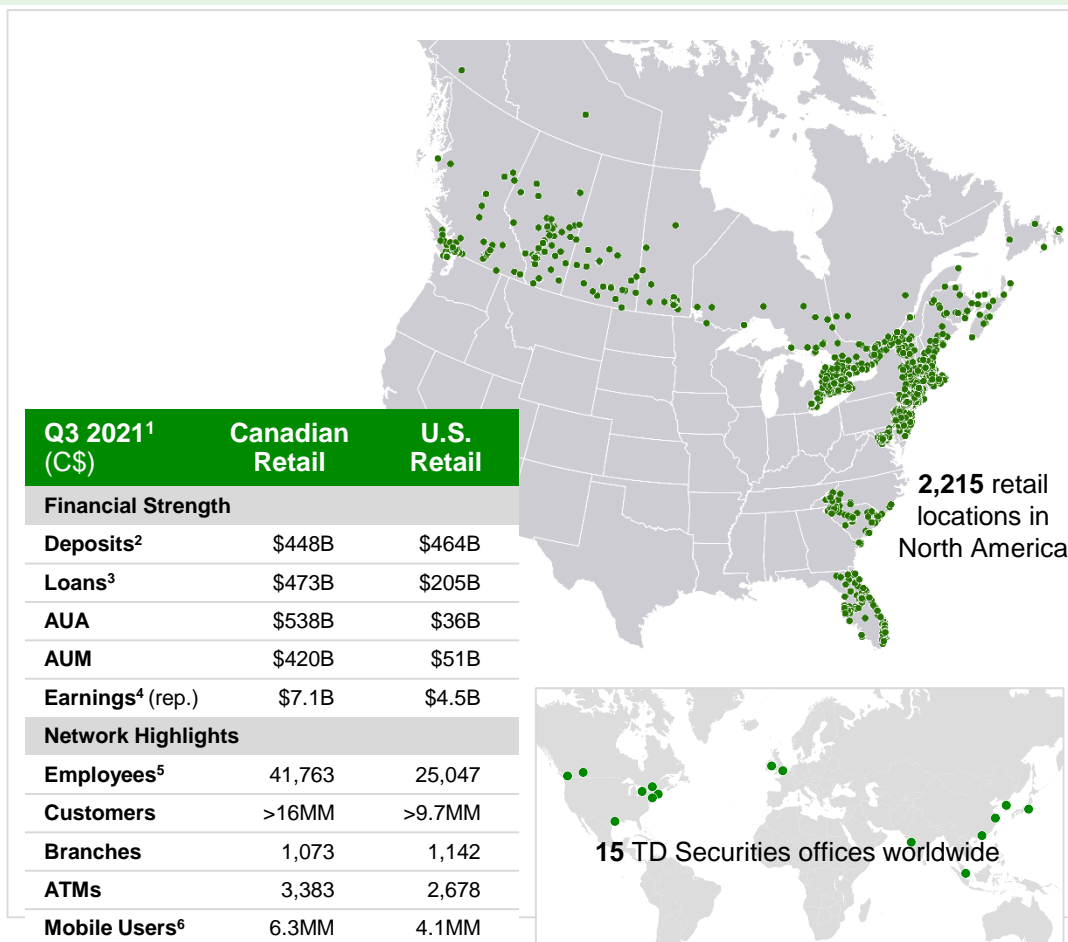 Q3 2021¹ Canadian U.S.
(C$) Retail Retail
Financial Strength
Deposits² $448B $464B
Loans³ $473B $205B
AUA $538B $36B
AUM $420B $51B
Earnings⁴ (rep.) $7.1B $4.5B
Network Highlights
Employees⁵ 41,763 25,047
Customers >16MM >9.7MM
Branches 1,073 1,142
ATMs 3,383 2,678
Mobile Users⁶ 6.3MM 4.1MM
2,215 retail
locations in
North America
15 TD Securities offices worldwide